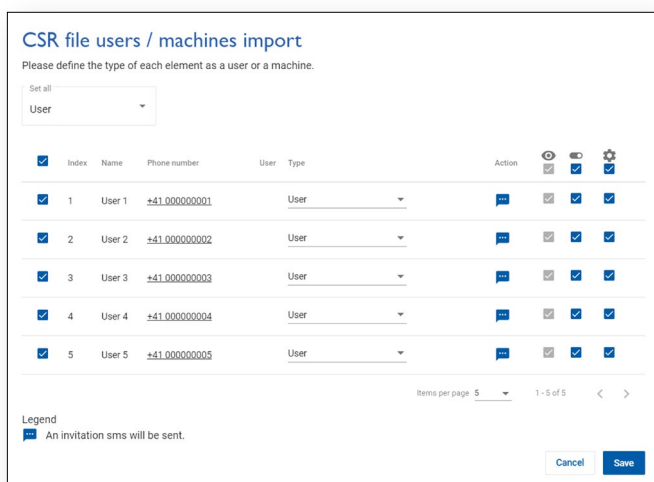 CSR file users / machines import
Please define the type of each element as a user or a machine.
Set all
User
Index Name Phone number User Type Action
1 User 1 +41 000000001 User
2 User 2 +41 000000002 User
3 User 3 +41 000000003 User
4 User 4 +41 000000004 User
5 User 5 +41 000000005 User
Items per page 5 1 - 5 of 5
Legend
An invitation sms will be sent.
Cancel Save